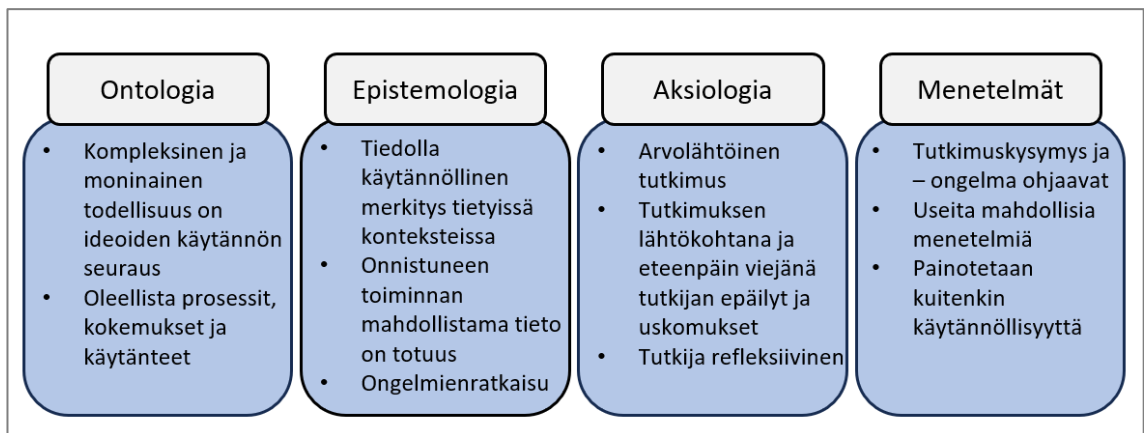 Ontologia
• Kompleksinen ja
moninainen
todellisuus on
ideoiden käytännön
seuraus
• Oleellista prosessit,
kokemukset ja
käytänteet
Epistemologia
• Tiedolla
käytännöllinen
merkitys tietyissä
konteksteissa
• Onnistuneen
toiminnan
mahdollistama tieto
on totuus
• Ongelmienratkaisu
Aksiologia
• Arvolähtöinen
tutkimus
• Tutkimuksen
lähtökohtana ja
eteenpäin viejänä
tutkijan epäilyt ja
uskomukset
• Tutkija refleksiivinen
Menetelmät
• Tutkimuskysymys ja
– ongelma ohjaavat
• Useita mahdollisia
menetelmiä
• Painotetaan
kuitenkin
käytännöllisyyttä